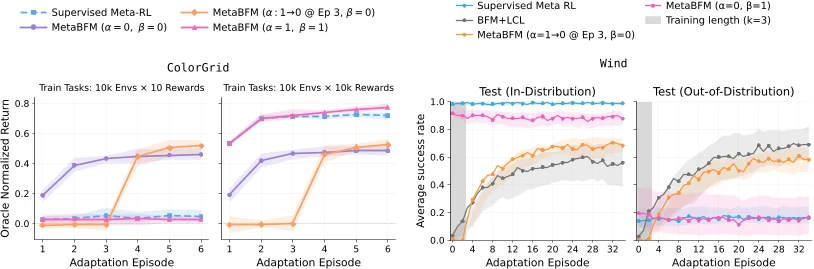 Supervised Meta-RL
MetaBFM (α=0, β=0)
MetaBFM (α: 1→0 @ Ep 3, β=0)
MetaBFM (α=1, β=1)
ColorGrid
Train Tasks: 10k Envs × 10 Rewards
Train Tasks: 10k Envs × 10k Rewards
Oracle Normalized Return
0.8
0.6
0.4
0.2
0.0
1 2 3 4 5 6
Adaptation Episode
1 2 3 4 5 6
Adaptation Episode
Supervised Meta RL
BFM+LCL
MetaBFM (α=1→0 @ Ep 3, β=0)
MetaBFM (α=0, β=1)
Training length (k=3)
Wind
Test (In-Distribution)
Test (Out-of-Distribution)
Average success rate
1.0
0.8
0.6
0.4
0.2
0.0
0 4 8 12 16 20 24 28 32
Adaptation Episode
0 4 8 12 16 20 24 28 32
Adaptation Episode